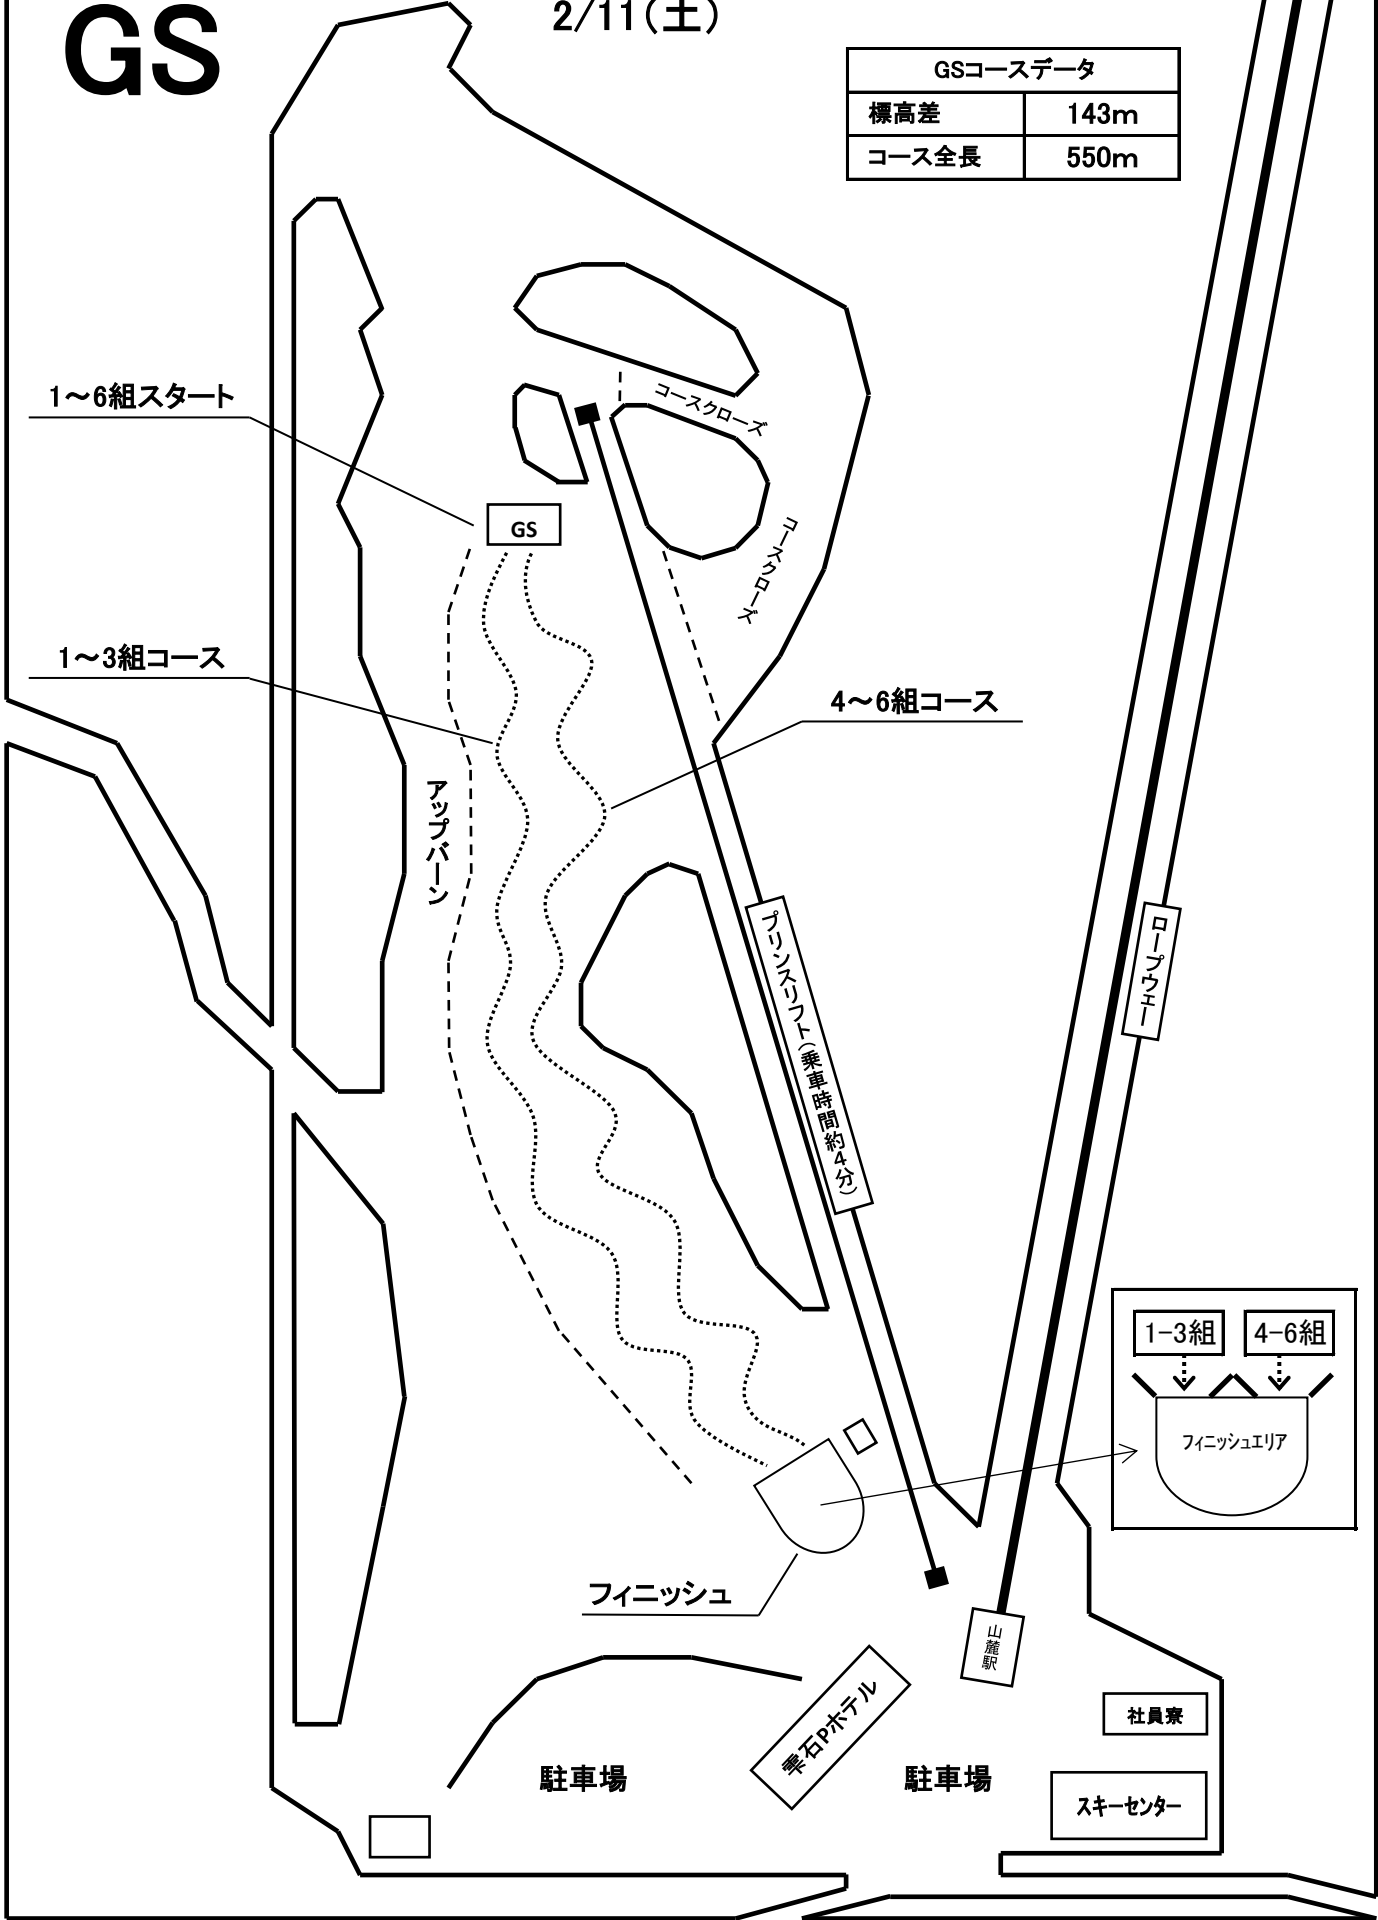 GS
2/11(土)
GSコースデータ
標高差 143m
コース全長 550m
1～6組スタート
コースクローズ
GS
コースクローズ
1～3組コース
4～6組コース
アップバーン
プリンスリフト(乗車時間約4分)
ロープウェー
1-3組 4-6組
フィニッシュエリア
フィニッシュ
山麓駅
雫石Pホテル
社員寮
駐車場 駐車場
スキーセンター